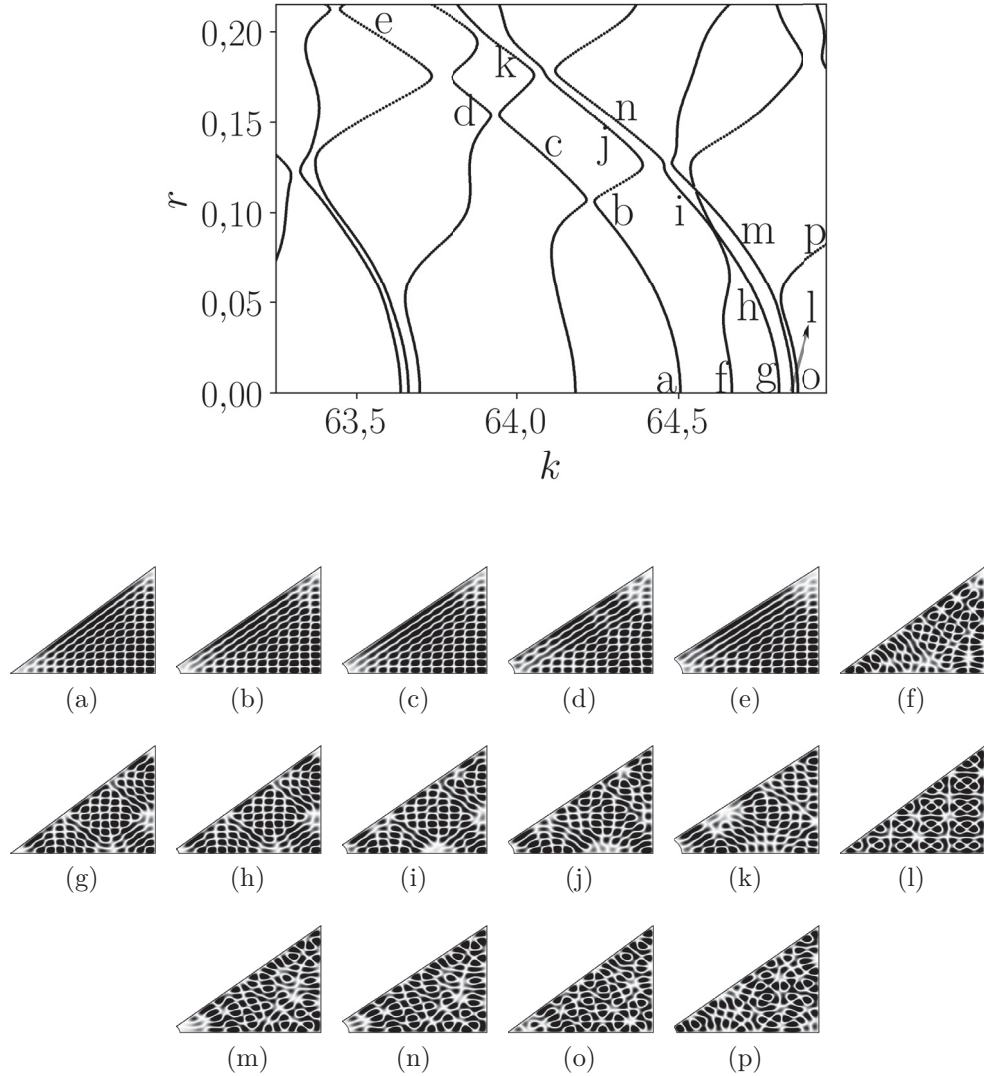 e
0,20
k
d
n
0,15
c
j
r
0,10
b
i
m
p
0,05
h
l
0,00
a
f
g
o
63,5 64,0 64,5
k
(a) (b) (c) (d) (e) (f)
(g) (h) (i) (j) (k) (l)
(m) (n) (o) (p)